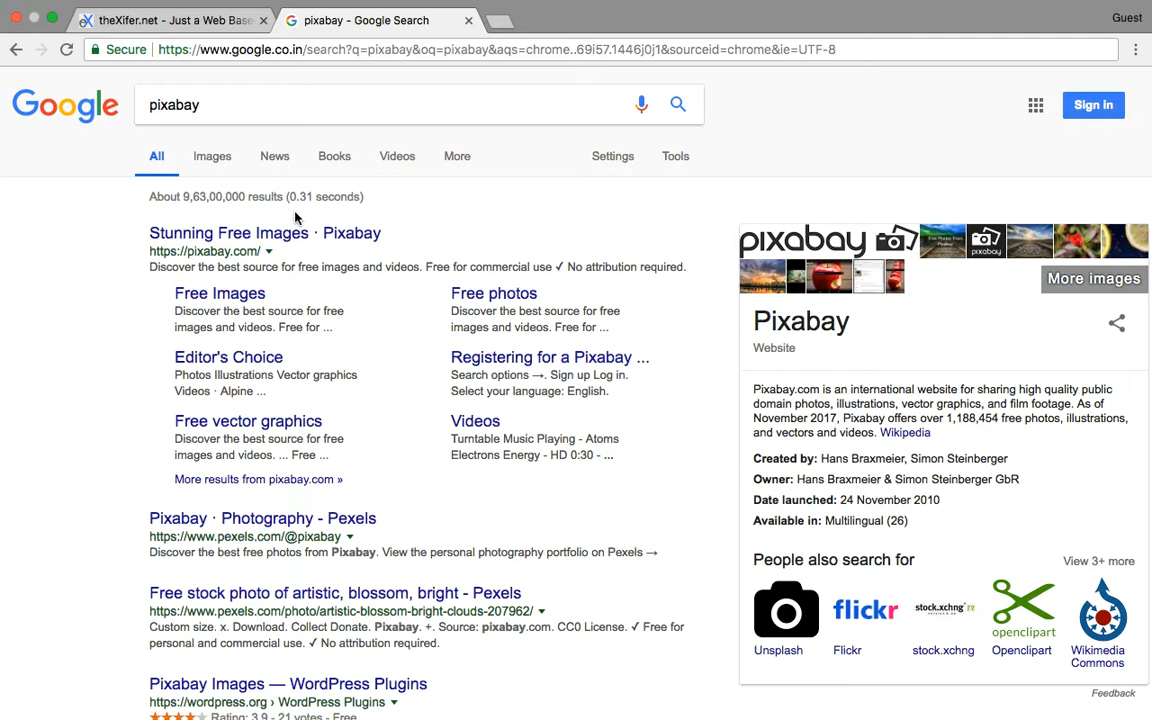 theXifer.net - Just a Web Base
pixabay - Google Search
Guest
Secure https://www.google.co.in/search?q=pixabay&oq=pixabay&aqs=chrome..69i57.1446j0j1&sourceid=chrome&ie=UTF-8
Google
pixabay
Sign in
All Images News Books Videos More Settings Tools
About 9,63,00,000 results (0.31 seconds)
Stunning Free Images · Pixabay
https://pixabay.com/
Discover the best source for free images and videos. Free for commercial use ✓ No attribution required.
Free Images
Discover the best source for free
images and videos. Free for ...
Free photos
Discover the best source for free
images and videos. Free for ...
Editor's Choice
Photos Illustrations Vector graphics
Videos · Alpine ...
Registering for a Pixabay ...
Search options →. Sign up Log in.
Select your language: English.
Free vector graphics
Discover the best source for free
images and videos. ... Free ...
Videos
Turntable Music Playing - Atoms
Electrons Energy - HD 0:30 - ...
More results from pixabay.com »
Pixabay · Photography - Pexels
https://www.pexels.com/@pixabay
Discover the best free photos from Pixabay. View the personal photography portfolio on Pexels →
Free stock photo of artistic, blossom, bright - Pexels
https://www.pexels.com/photo/artistic-blossom-bright-clouds-207962/
Custom size. x. Download. Collect Donate. Pixabay. +. Source: pixabay.com. CC0 License. ✓ Free for
personal and commercial use. ✓ No attribution required.
Pixabay Images — WordPress Plugins
https://wordpress.org › WordPress Plugins
Rating: 3.9 - 21 votes - Free
pixabay
pixabay
More images
Pixabay
Website
Pixabay.com is an international website for sharing high quality public
domain photos, illustrations, vector graphics, and film footage. As of
November 2017, Pixabay offers over 1,188,454 free photos, illustrations,
and vectors and videos. Wikipedia
Created by: Hans Braxmeier, Simon Steinberger
Owner: Hans Braxmeier & Simon Steinberger GbR
Date launched: 24 November 2010
Available in: Multilingual (26)
People also search for
View 3+ more
flickr
stock.xchng
openclipart
Unsplash
Flickr
stock.xchng
Openclipart
Wikimedia
Commons
Feedback